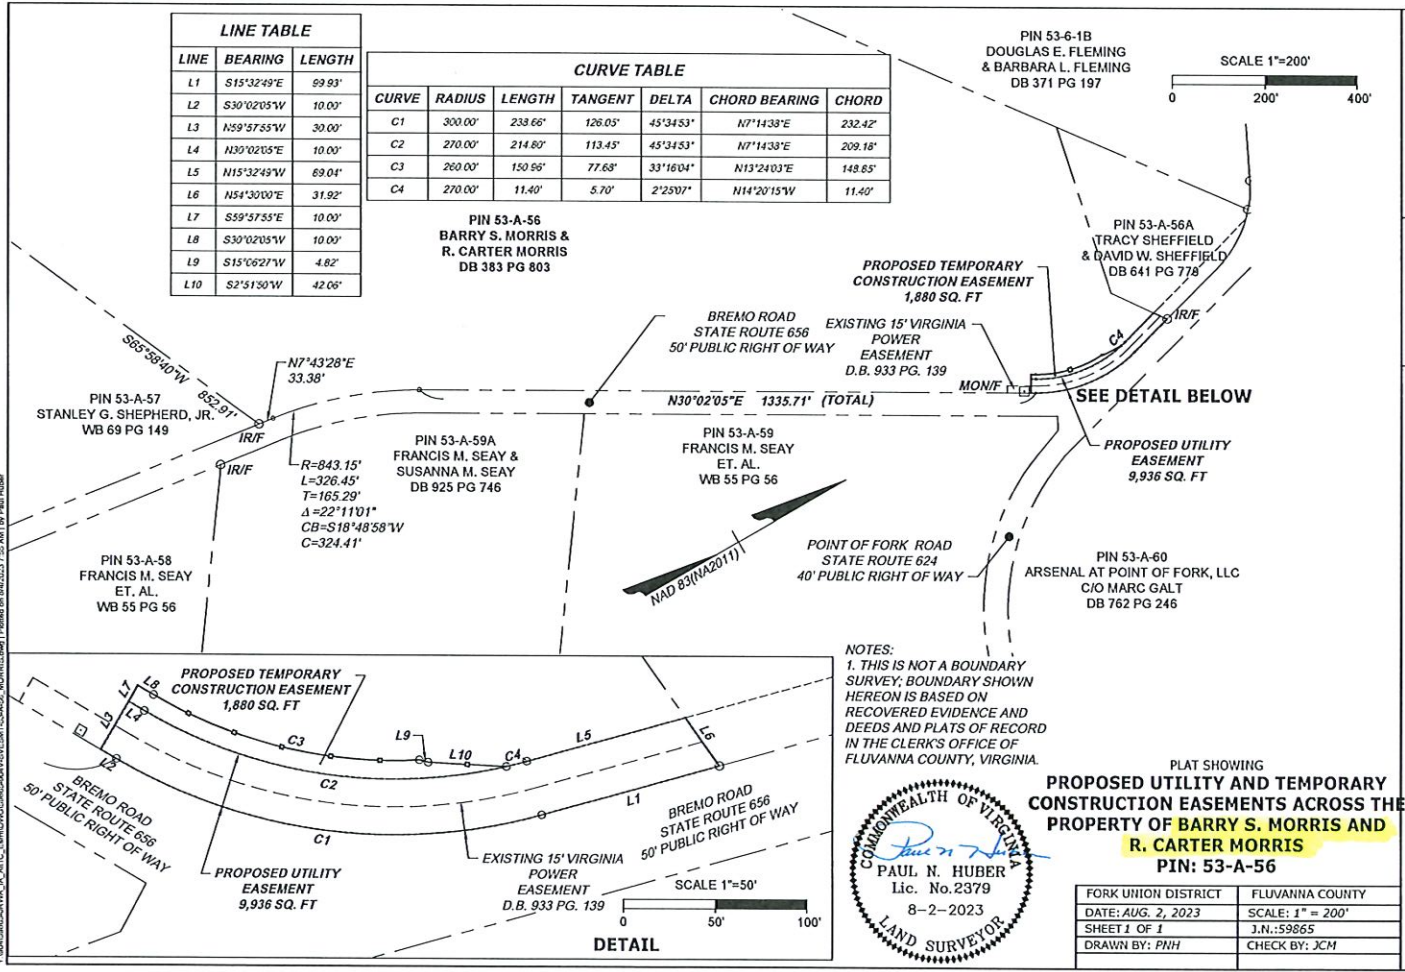 LINE TABLE
LINE BEARING LENGTH
L1 S15°32'49"E 99.93'
L2 S30°02'05"W 10.00'
L3 N59°57'55"W 30.00'
L4 N30°02'05"E 10.00'
L5 N15°32'49"W 89.04'
L6 N54°30'00"E 31.92'
L7 S59°57'55"E 10.00'
L8 S30°02'05"W 10.00'
L9 S15°06'27"W 4.82'
L10 S2°51'50"W 42.06'
CURVE TABLE
CURVE RADIUS LENGTH TANGENT DELTA CHORD BEARING CHORD
C1 300.00' 238.66' 126.05' 45°34'53" N7°14'38"E 232.42'
C2 270.00' 214.80' 113.45' 45°34'53" N7°14'38"E 209.18'
C3 260.00' 150.96' 77.68' 33°16'04" N13°24'03"E 148.85'
C4 270.00' 11.40' 5.70' 2°25'07" N14°20'15"W 11.40'
PIN 53-6-1B
DOUGLAS E. FLEMING
& BARBARA L. FLEMING
DB 371 PG 197
SCALE 1"=200'
0 200' 400'
PIN 53-A-56
BARRY S. MORRIS &
R. CARTER MORRIS
DB 383 PG 803
PIN 53-A-56A
TRACY SHEFFIELD
& DAVID W. SHEFFIELD
DB 641 PG 779
PROPOSED TEMPORARY
CONSTRUCTION EASEMENT
1,880 SQ. FT
BREMO ROAD
STATE ROUTE 656
50' PUBLIC RIGHT OF WAY
EXISTING 15' VIRGINIA
POWER
EASEMENT
D.B. 933 PG. 139
C4
IR/F
S65°58'40"W 852.91'
N7°43'28"E
33.38'
MON/F
SEE DETAIL BELOW
N30°02'05"E 1335.71' (TOTAL)
PIN 53-A-57
STANLEY G. SHEPHERD, JR.
WB 69 PG 149
IR/F
IR/F
R=843.15'
L=326.45'
T=165.29'
Δ=22°11'01"
CB=S18°48'58"W
C=324.41'
PIN 53-A-59A
FRANCIS M. SEAY &
SUSANNA M. SEAY
DB 925 PG 746
PIN 53-A-59
FRANCIS M. SEAY
ET. AL.
WB 55 PG 56
PROPOSED UTILITY
EASEMENT
9,936 SQ. FT
NAD 83(NA2011)
POINT OF FORK ROAD
STATE ROUTE 624
40' PUBLIC RIGHT OF WAY
PIN 53-A-60
ARSENAL AT POINT OF FORK, LLC
C/O MARC GALT
DB 762 PG 246
PIN 53-A-58
FRANCIS M. SEAY
ET. AL.
WB 55 PG 56
PROPOSED TEMPORARY
CONSTRUCTION EASEMENT
1,880 SQ. FT
L7
L8
L4
L3
L2
C3
L9
L10
C4
L5
L6
C2
C1
L1
BREMO ROAD
STATE ROUTE 656
50' PUBLIC RIGHT OF WAY
BREMO ROAD
STATE ROUTE 656
50' PUBLIC RIGHT OF WAY
PROPOSED UTILITY
EASEMENT
9,936 SQ. FT
EXISTING 15' VIRGINIA
POWER
EASEMENT
D.B. 933 PG. 139
SCALE 1"=50'
0 50' 100'
DETAIL
NOTES:
1. THIS IS NOT A BOUNDARY
SURVEY; BOUNDARY SHOWN
HEREON IS BASED ON
RECOVERED EVIDENCE AND
DEEDS AND PLATS OF RECORD
IN THE CLERK'S OFFICE OF
FLUVANNA COUNTY, VIRGINIA.
COMMONWEALTH OF VIRGINIA
Paul N Huber
PAUL N. HUBER
Lic. No.2379
8-2-2023
LAND SURVEYOR
PLAT SHOWING
PROPOSED UTILITY AND TEMPORARY
CONSTRUCTION EASEMENTS ACROSS THE
PROPERTY OF BARRY S. MORRIS AND
R. CARTER MORRIS
PIN: 53-A-56
FORK UNION DISTRICT FLUVANNA COUNTY
DATE: AUG. 2, 2023 SCALE: 1" = 200'
SHEET 1 OF 1 J.N.:59865
DRAWN BY: PNH CHECK BY: JCM